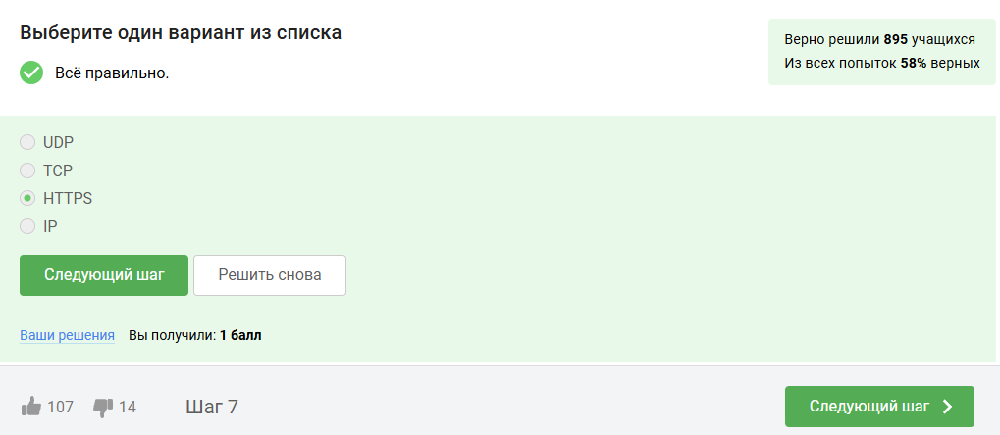 Выберите один вариант из списка
Всё правильно.
Верно решили 895 учащихся
Из всех попыток 58% верных
UDP
TCP
HTTPS
IP
Следующий шаг
Решить снова
Ваши решения Вы получили: 1 балл
107 14 Шаг 7 Следующий шаг